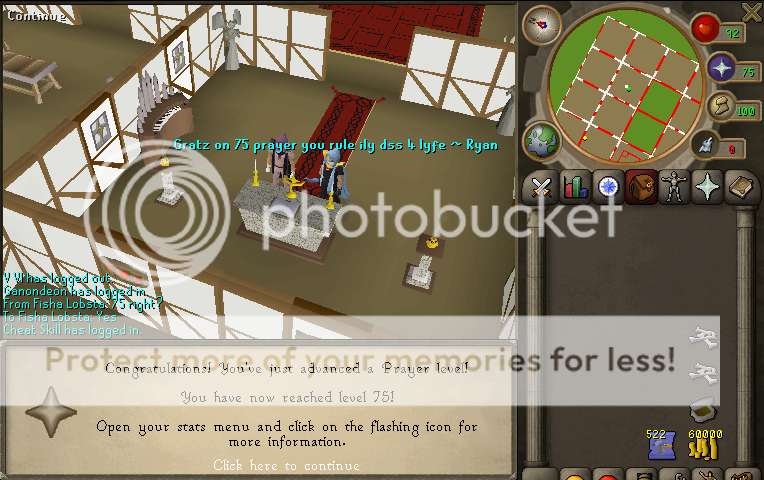 Continue
92
75
100
0
Gratz on 75 prayer you rule ily dss 4 lyfe ~ Ryan
photobucket
V Vi has logged out.
Canondeon has logged in.
From Fisha Lobsta: 75 right?
To Fisha Lobsta: Yes
Cheat Skill has logged in.
Protect more of your memories for less!
Congratulations! You've just advanced a Prayer level!
You have now reached level 75!
Open your stats menu and click on the flashing icon for
more information.
Click here to continue
522
60000